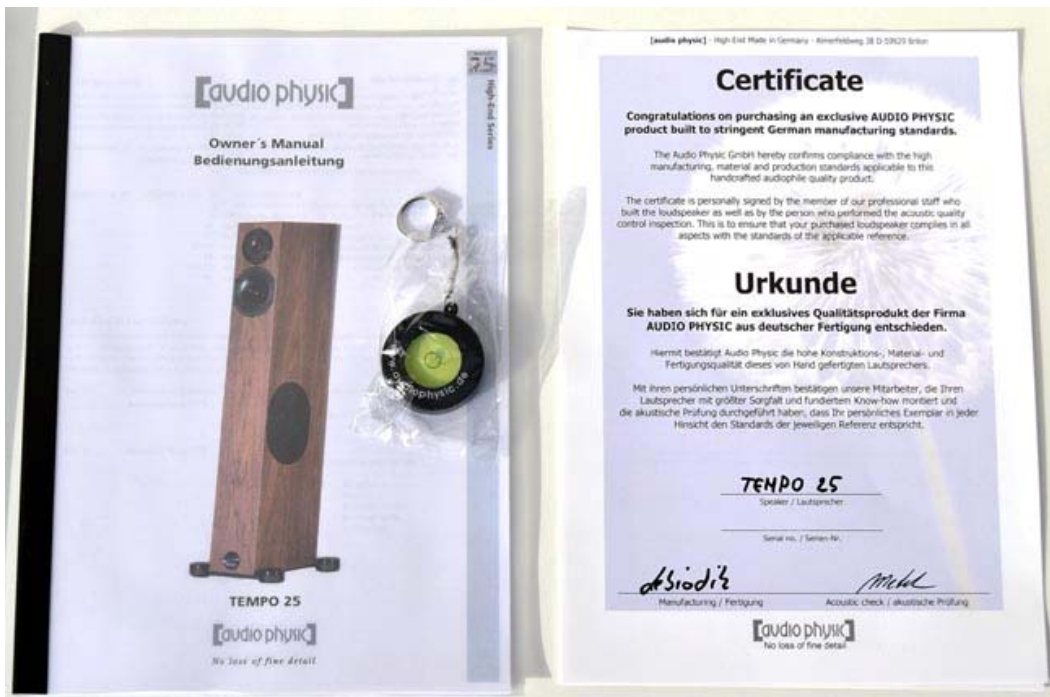 [audio physic]
Owner´s Manual
Bedienungsanleitung
25
High-End Series
www.audiophysic.de
TEMPO 25
[audio physic]
No loss of fine detail
[audio physic] - High End Made in Germany - Almerfeldweg 38 D-59929 Brilon
Certificate
Congratulations on purchasing an exclusive AUDIO PHYSIC
product built to stringent German manufacturing standards.
The Audio Physic GmbH hereby confirms compliance with the high
manufacturing, material and production standards applicable to this
handcrafted audiophile quality product.
The certificate is personally signed by the member of our professional staff who
built the loudspeaker as well as by the person who performed the acoustic quality
control inspection. This is to ensure that your purchased loudspeaker complies in all
aspects with the standards of the applicable reference.
Urkunde
Sie haben sich für ein exklusives Qualitätsprodukt der Firma
AUDIO PHYSIC aus deutscher Fertigung entschieden.
Hiermit bestätigt Audio Physic die hohe Konstruktions-, Material- und
Fertigungsqualität dieses von Hand gefertigten Lautsprechers.
Mit ihren persönlichen Unterschriften bestätigen unsere Mitarbeiter, die Ihren
Lautsprecher mit größter Sorgfalt und fundiertem Know-how montiert und
die akustische Prüfung durchgeführt haben, dass Ihr persönliches Exemplar in jeder
Hinsicht den Standards der jeweiligen Referenz entspricht.
TEMPO 25
Speaker / Lautsprecher
Serial no. / Serien-Nr.
Manufacturing / Fertigung
Acoustic check / akustische Prüfung
[audio physic]
No loss of fine detail